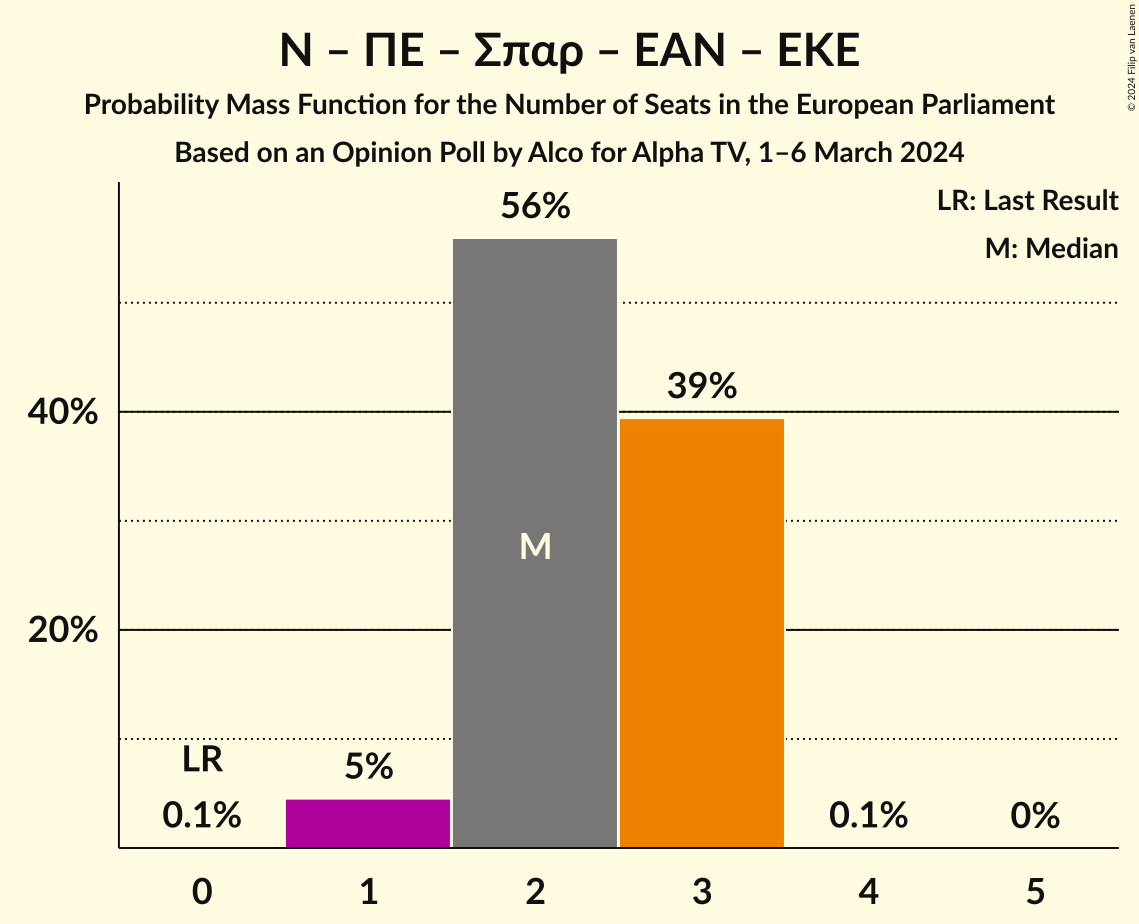 Ν – ΠΕ – Σπαρ – ΕΑΝ – ΕΚΕ
Probability Mass Function for the Number of Seats in the European Parliament
Based on an Opinion Poll by Alco for Alpha TV, 1–6 March 2024
© 2024 Filip van Laenen
LR: Last Result
M: Median
56%
39%
40%
M
20%
LR
5%
0.1%
0.1%
0%
0 1 2 3 4 5